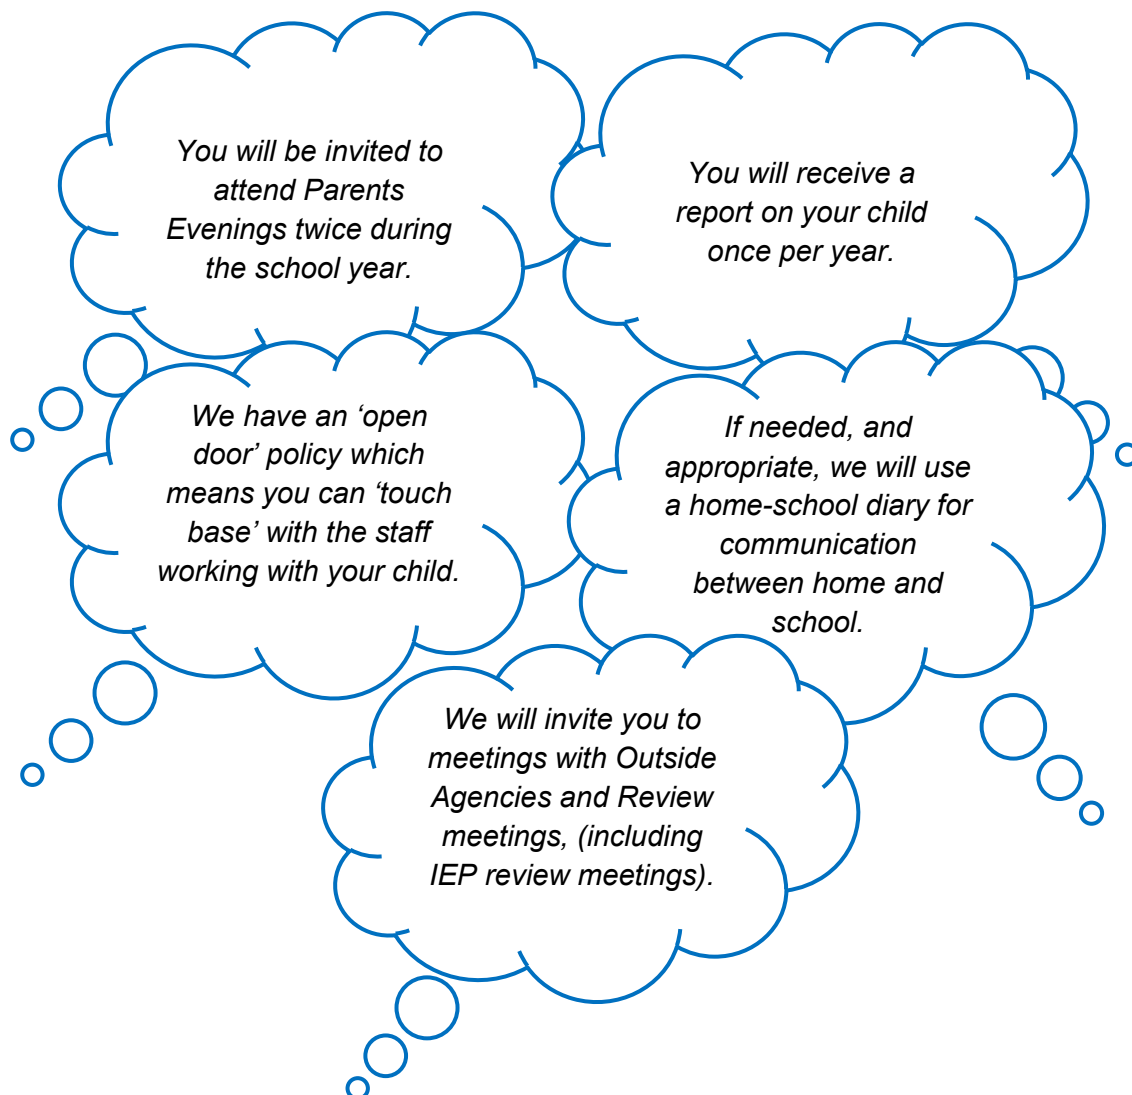 You will be invited to
attend Parents
Evenings twice during
the school year.
You will receive a
report on your child
once per year.
We have an ‘open
door’ policy which
means you can ‘touch
base’ with the staff
working with your child.
If needed, and
appropriate, we will use
a home-school diary for
communication
between home and
school.
We will invite you to
meetings with Outside
Agencies and Review
meetings, (including
IEP review meetings).